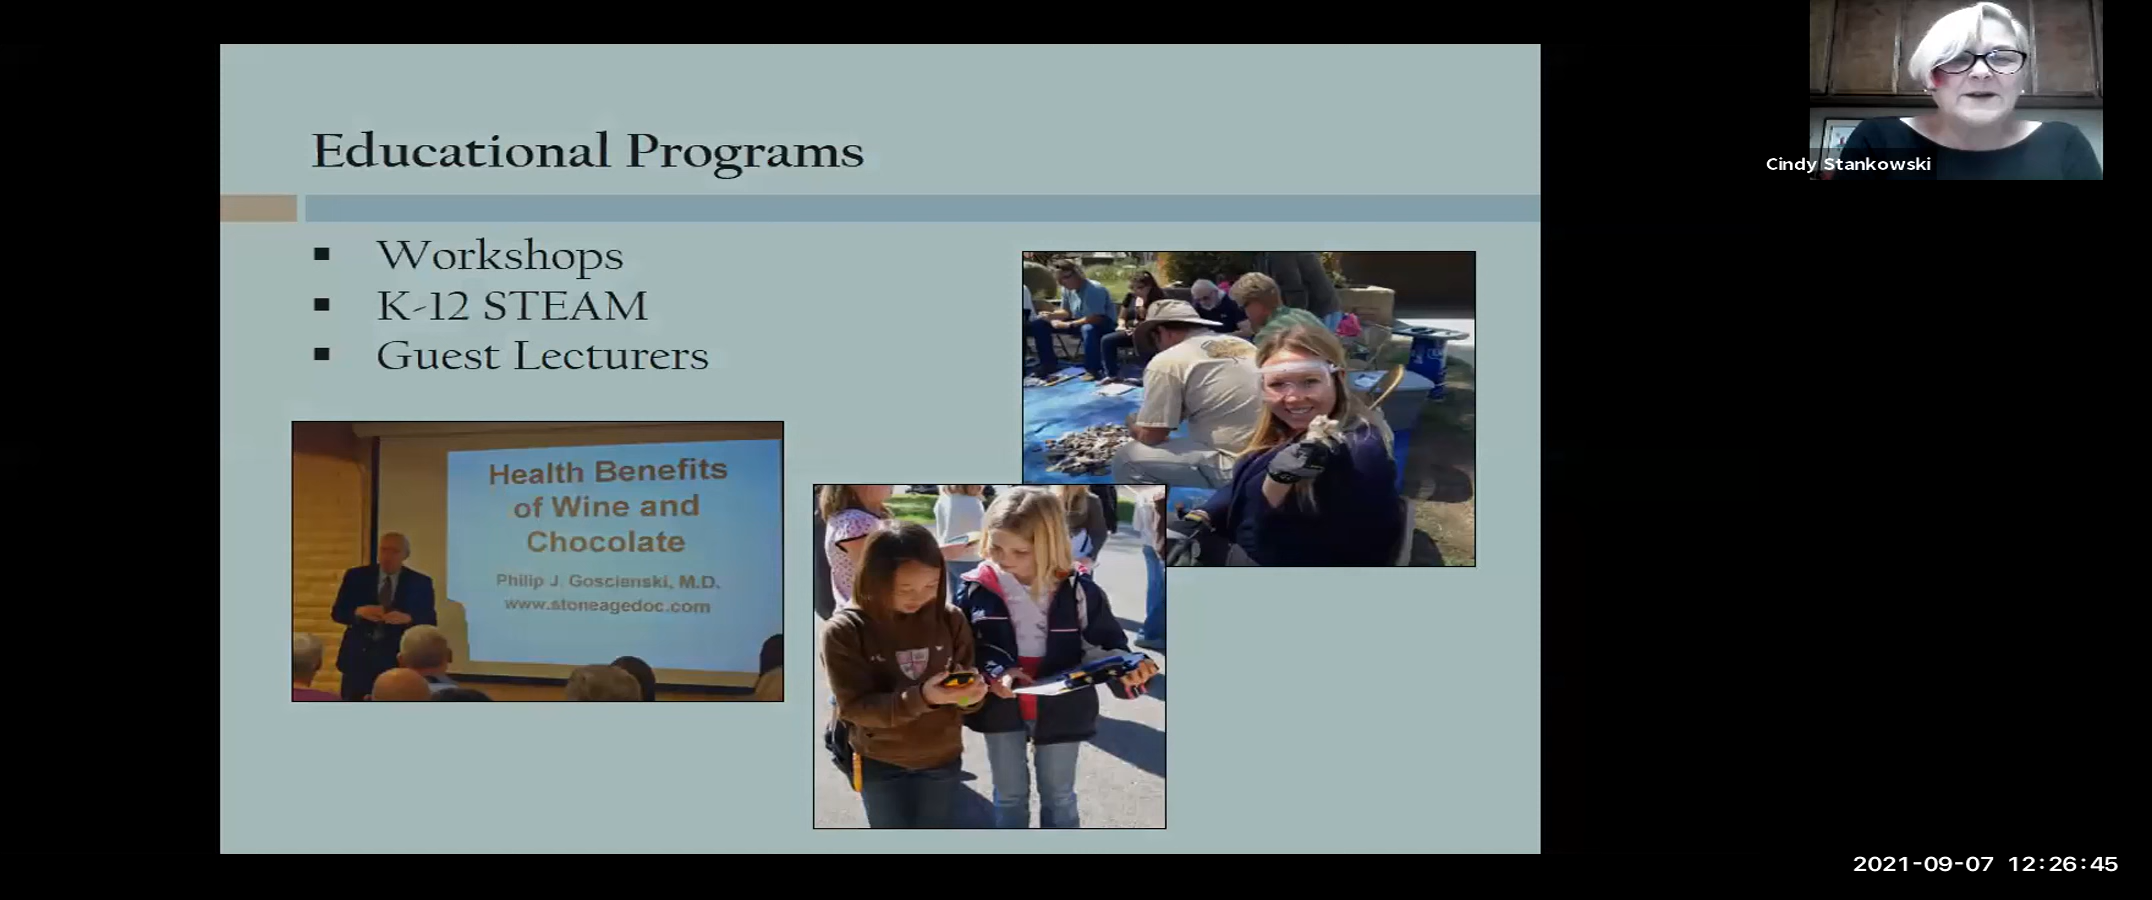 Educational Programs
Workshops
K-12 STEAM
Guest Lecturers
Health Benefits
of Wine and
Chocolate
Philip J. Goscienski, M.D.
www.stoneagedoc.com
Cindy Stankowski
2021-09-07 12:26:45